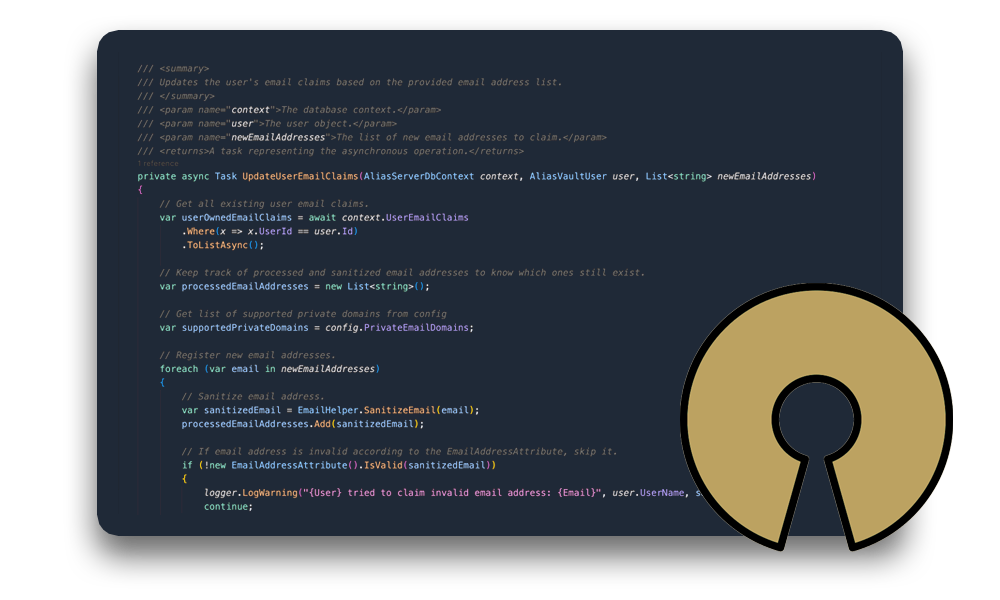 /// <summary>
/// Updates the user's email claims based on the provided email address list.
/// </summary>
/// <param name="context">The database context.</param>
/// <param name="user">The user object.</param>
/// <param name="newEmailAddresses">The list of new email addresses to claim.</param>
/// <returns>A task representing the asynchronous operation.</returns>
1 reference
private async Task UpdateUserEmailClaims(AliasServerDbContext context, AliasVaultUser user, List<string> newEmailAddresses)
{
// Get all existing user email claims.
var userOwnedEmailClaims = await context.UserEmailClaims
.Where(x => x.UserId == user.Id)
.ToListAsync();
// Keep track of processed and sanitized email addresses to know which ones still exist.
var processedEmailAddresses = new List<string>();
// Get list of supported private domains from config
var supportedPrivateDomains = config.PrivateEmailDomains;
// Register new email addresses.
foreach (var email in newEmailAddresses)
{
// Sanitize email address.
var sanitizedEmail = EmailHelper.SanitizeEmail(email);
processedEmailAddresses.Add(sanitizedEmail);
// If email address is invalid according to the EmailAddressAttribute, skip it.
if (!new EmailAddressAttribute().IsValid(sanitizedEmail))
{
logger.LogWarning("{User} tried to claim invalid email address: {Email}", user.UserName,
continue;